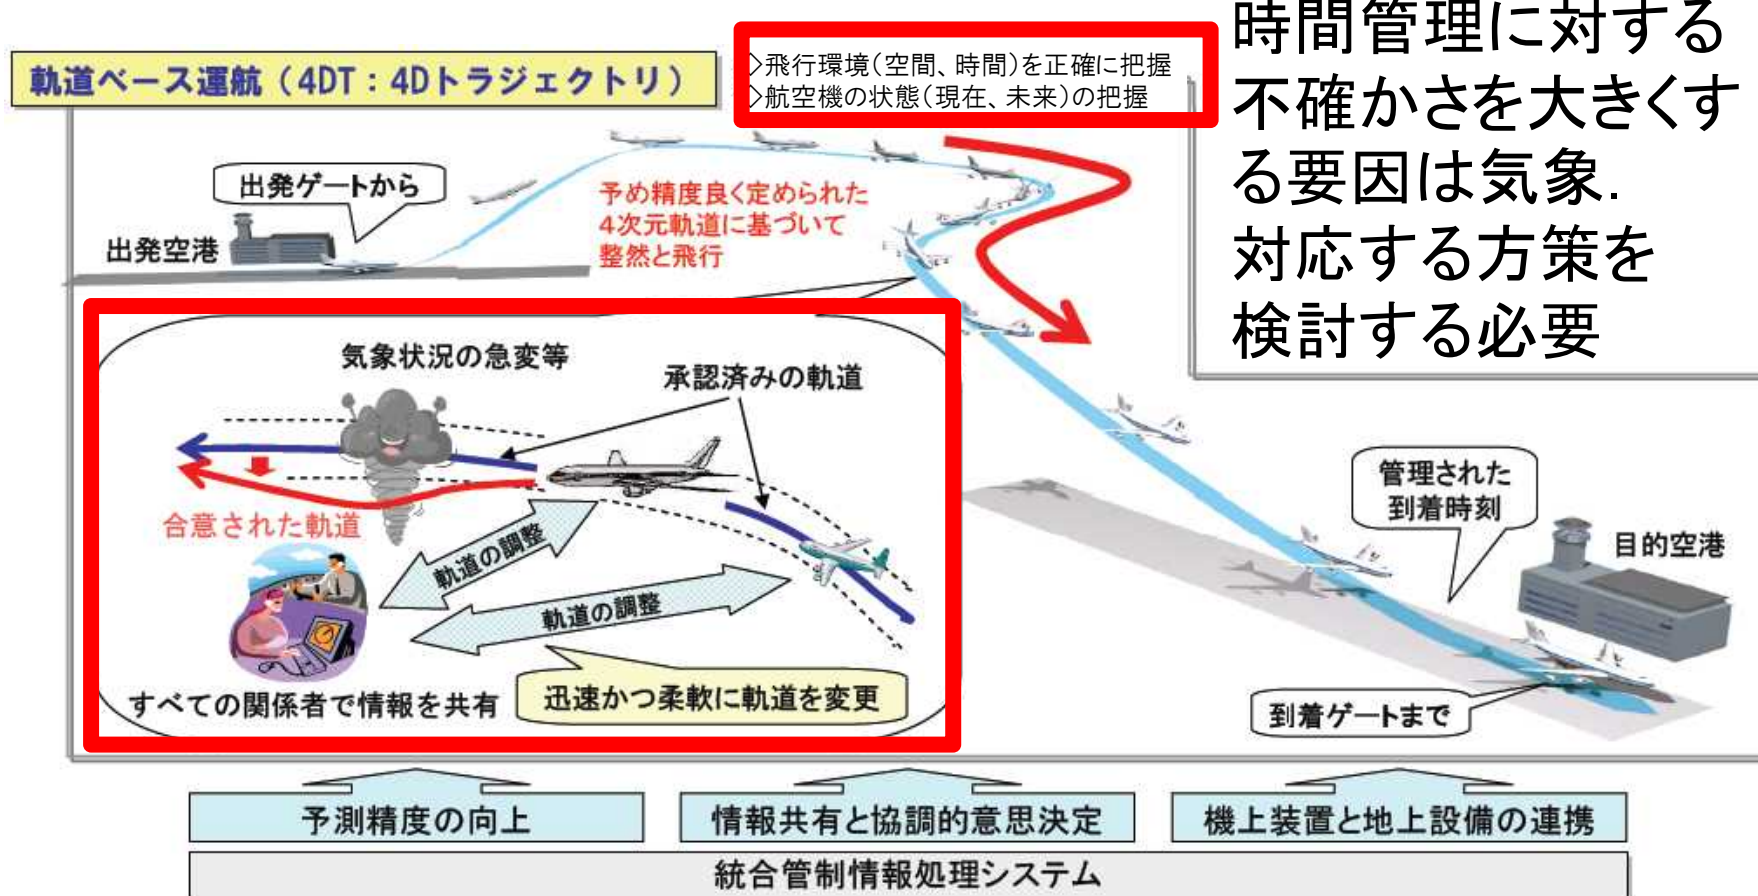 軌道ベース運航（4DT：4Dトラジェクトリ）
>飛行環境（空間、時間）を正確に把握
>航空機の状態（現在、未来）の把握
時間管理に対する
不確かさを大きくす
る要因は気象．
対応する方策を
検討する必要
出発ゲートから
出発空港
予め精度良く定められた
4次元軌道に基づいて
整然と飛行
気象状況の急変等
承認済みの軌道
合意された軌道
軌道の調整
軌道の調整
すべての関係者で情報を共有
迅速かつ柔軟に軌道を変更
管理された
到着時刻
目的空港
到着ゲートまで
予測精度の向上
情報共有と協調的意思決定
機上装置と地上設備の連携
統合管制情報処理システム